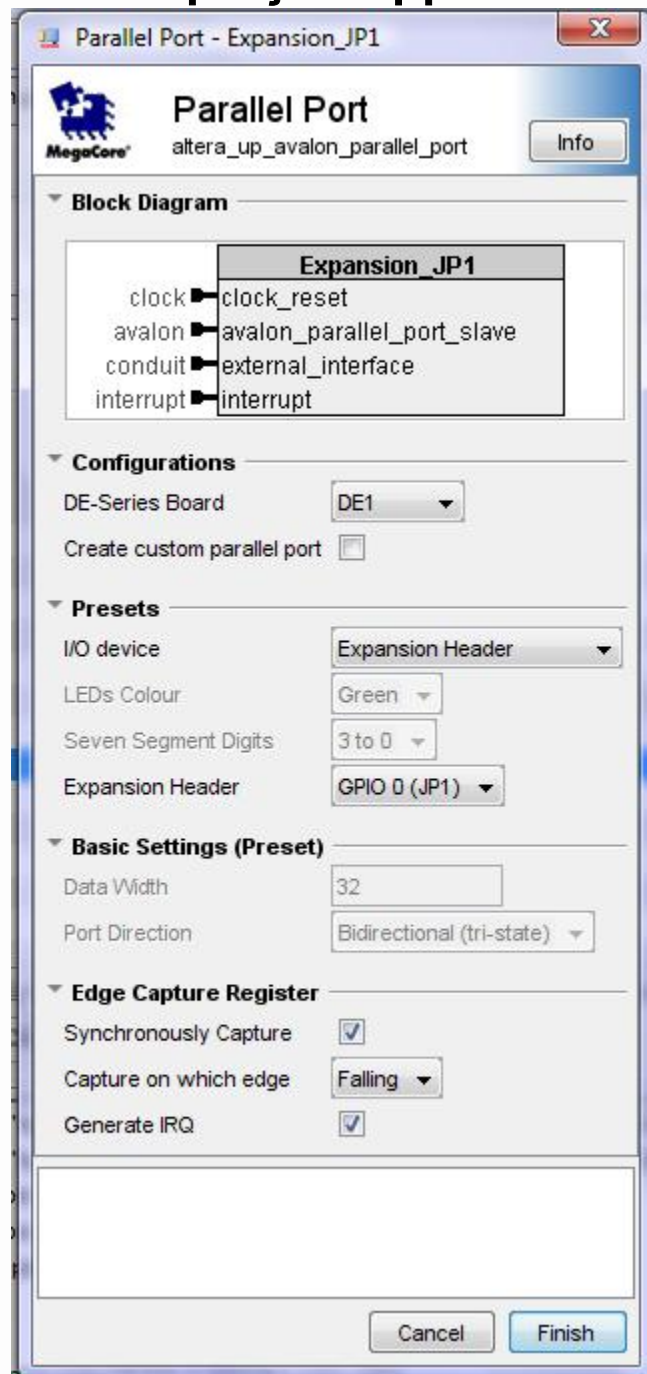 Parallel Port - Expansion_JP1
Parallel Port
MegaCore®
altera_up_avalon_parallel_port
Info
Block Diagram
Expansion_JP1
clock clock_reset
avalon avalon_parallel_port_slave
conduit external_interface
interrupt interrupt
Configurations
DE-Series Board DE1
Create custom parallel port
Presets
I/O device Expansion Header
LEDs Colour Green
Seven Segment Digits 3 to 0
Expansion Header GPIO 0 (JP1)
Basic Settings (Preset)
Data Width 32
Port Direction Bidirectional (tri-state)
Edge Capture Register
Synchronously Capture
Capture on which edge Falling
Generate IRQ
Cancel Finish